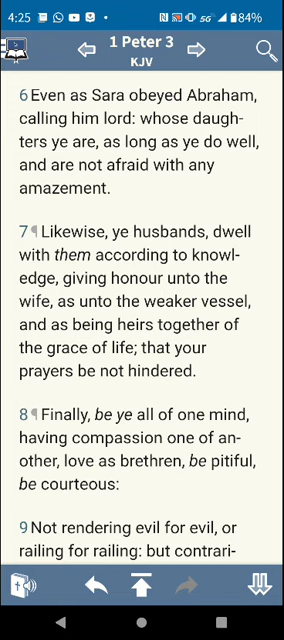 4:25 84%
5G
1 Peter 3
KJV
6 Even as Sara obeyed Abraham,
calling him lord: whose daugh-
ters ye are, as long as ye do well,
and are not afraid with any
amazement.
7 ¶ Likewise, ye husbands, dwell
with them according to knowl-
edge, giving honour unto the
wife, as unto the weaker vessel,
and as being heirs together of
the grace of life; that your
prayers be not hindered.
8 ¶ Finally, be ye all of one mind,
having compassion one of an-
other, love as brethren, be pitiful,
be courteous:
9 Not rendering evil for evil, or
railing for railing: but contrari-